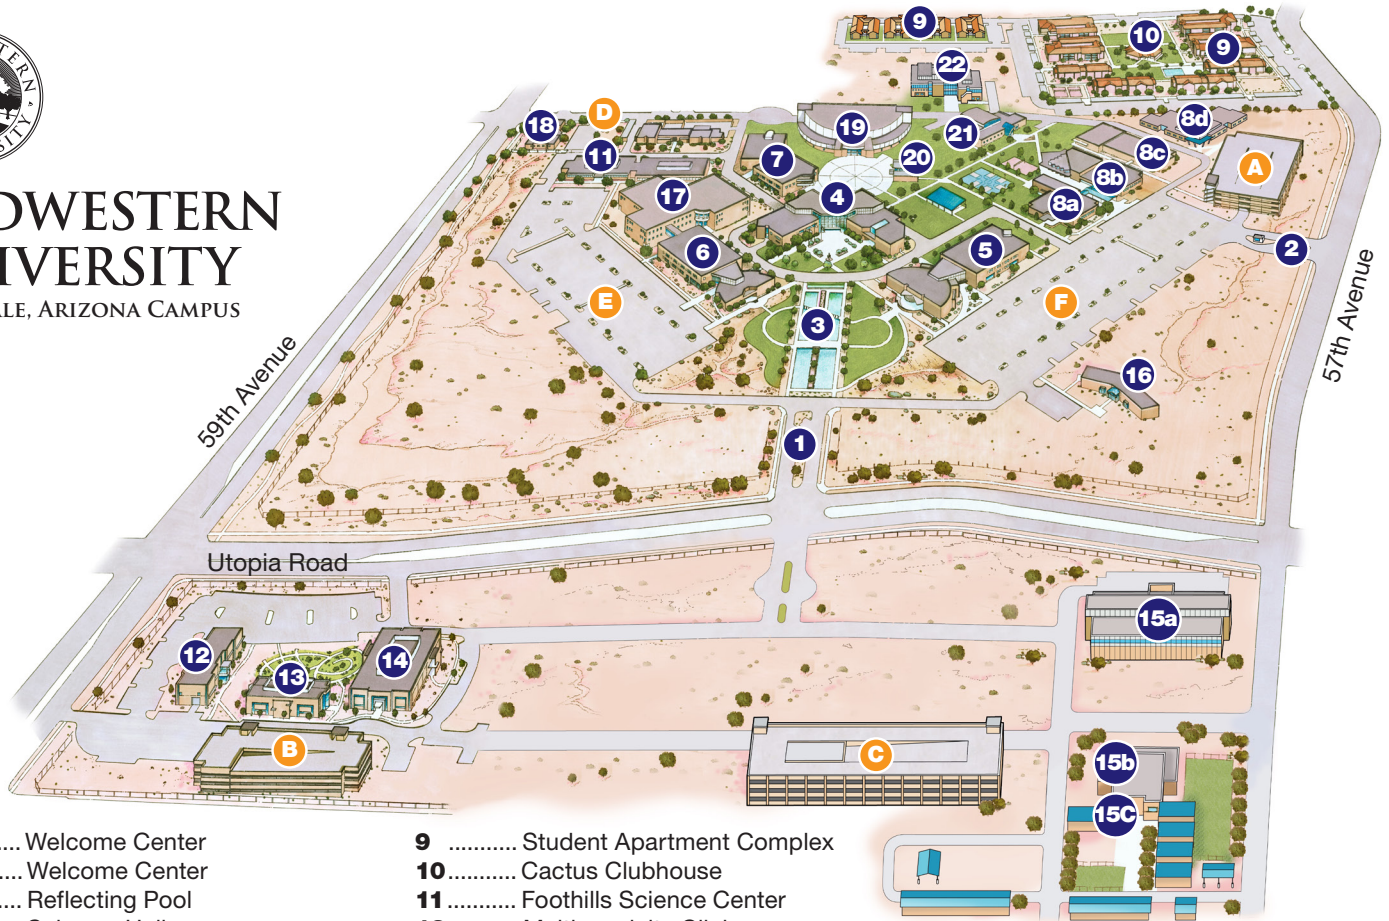 DWESTERN
IVERSITY
ALE, ARIZONA CAMPUS
9
10
9
22
D
18
19
21
8d
11
7
20
8c
A
17
4
8b
8a
6
5
2
E
F
3
57th Avenue
16
59th Avenue
1
Utopia Road
15a
12
13
14
B
C
15b
15C
.... Welcome Center
.... Welcome Center
.... Reflecting Pool
9 ........... Student Apartment Complex
10 ........... Cactus Clubhouse
11 ........... Foothills Science Center